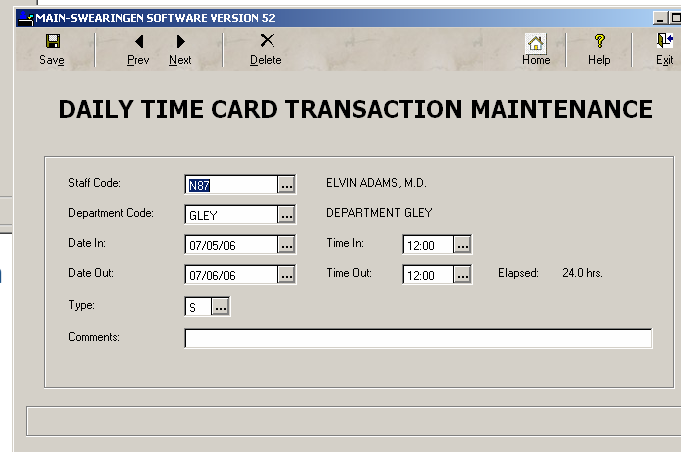 MAIN-SWEARINGEN SOFTWARE VERSION 52
Save Prev Next Delete Home Help Exit
DAILY TIME CARD TRANSACTION MAINTENANCE
Staff Code: N87 ... ELVIN ADAMS, M.D.
Department Code: GLEY ... DEPARTMENT GLEY
Date In: 07/05/06 ... Time In: 12:00 ...
Date Out: 07/06/06 ... Time Out: 12:00 ... Elapsed: 24.0 hrs.
Type: S ...
Comments: